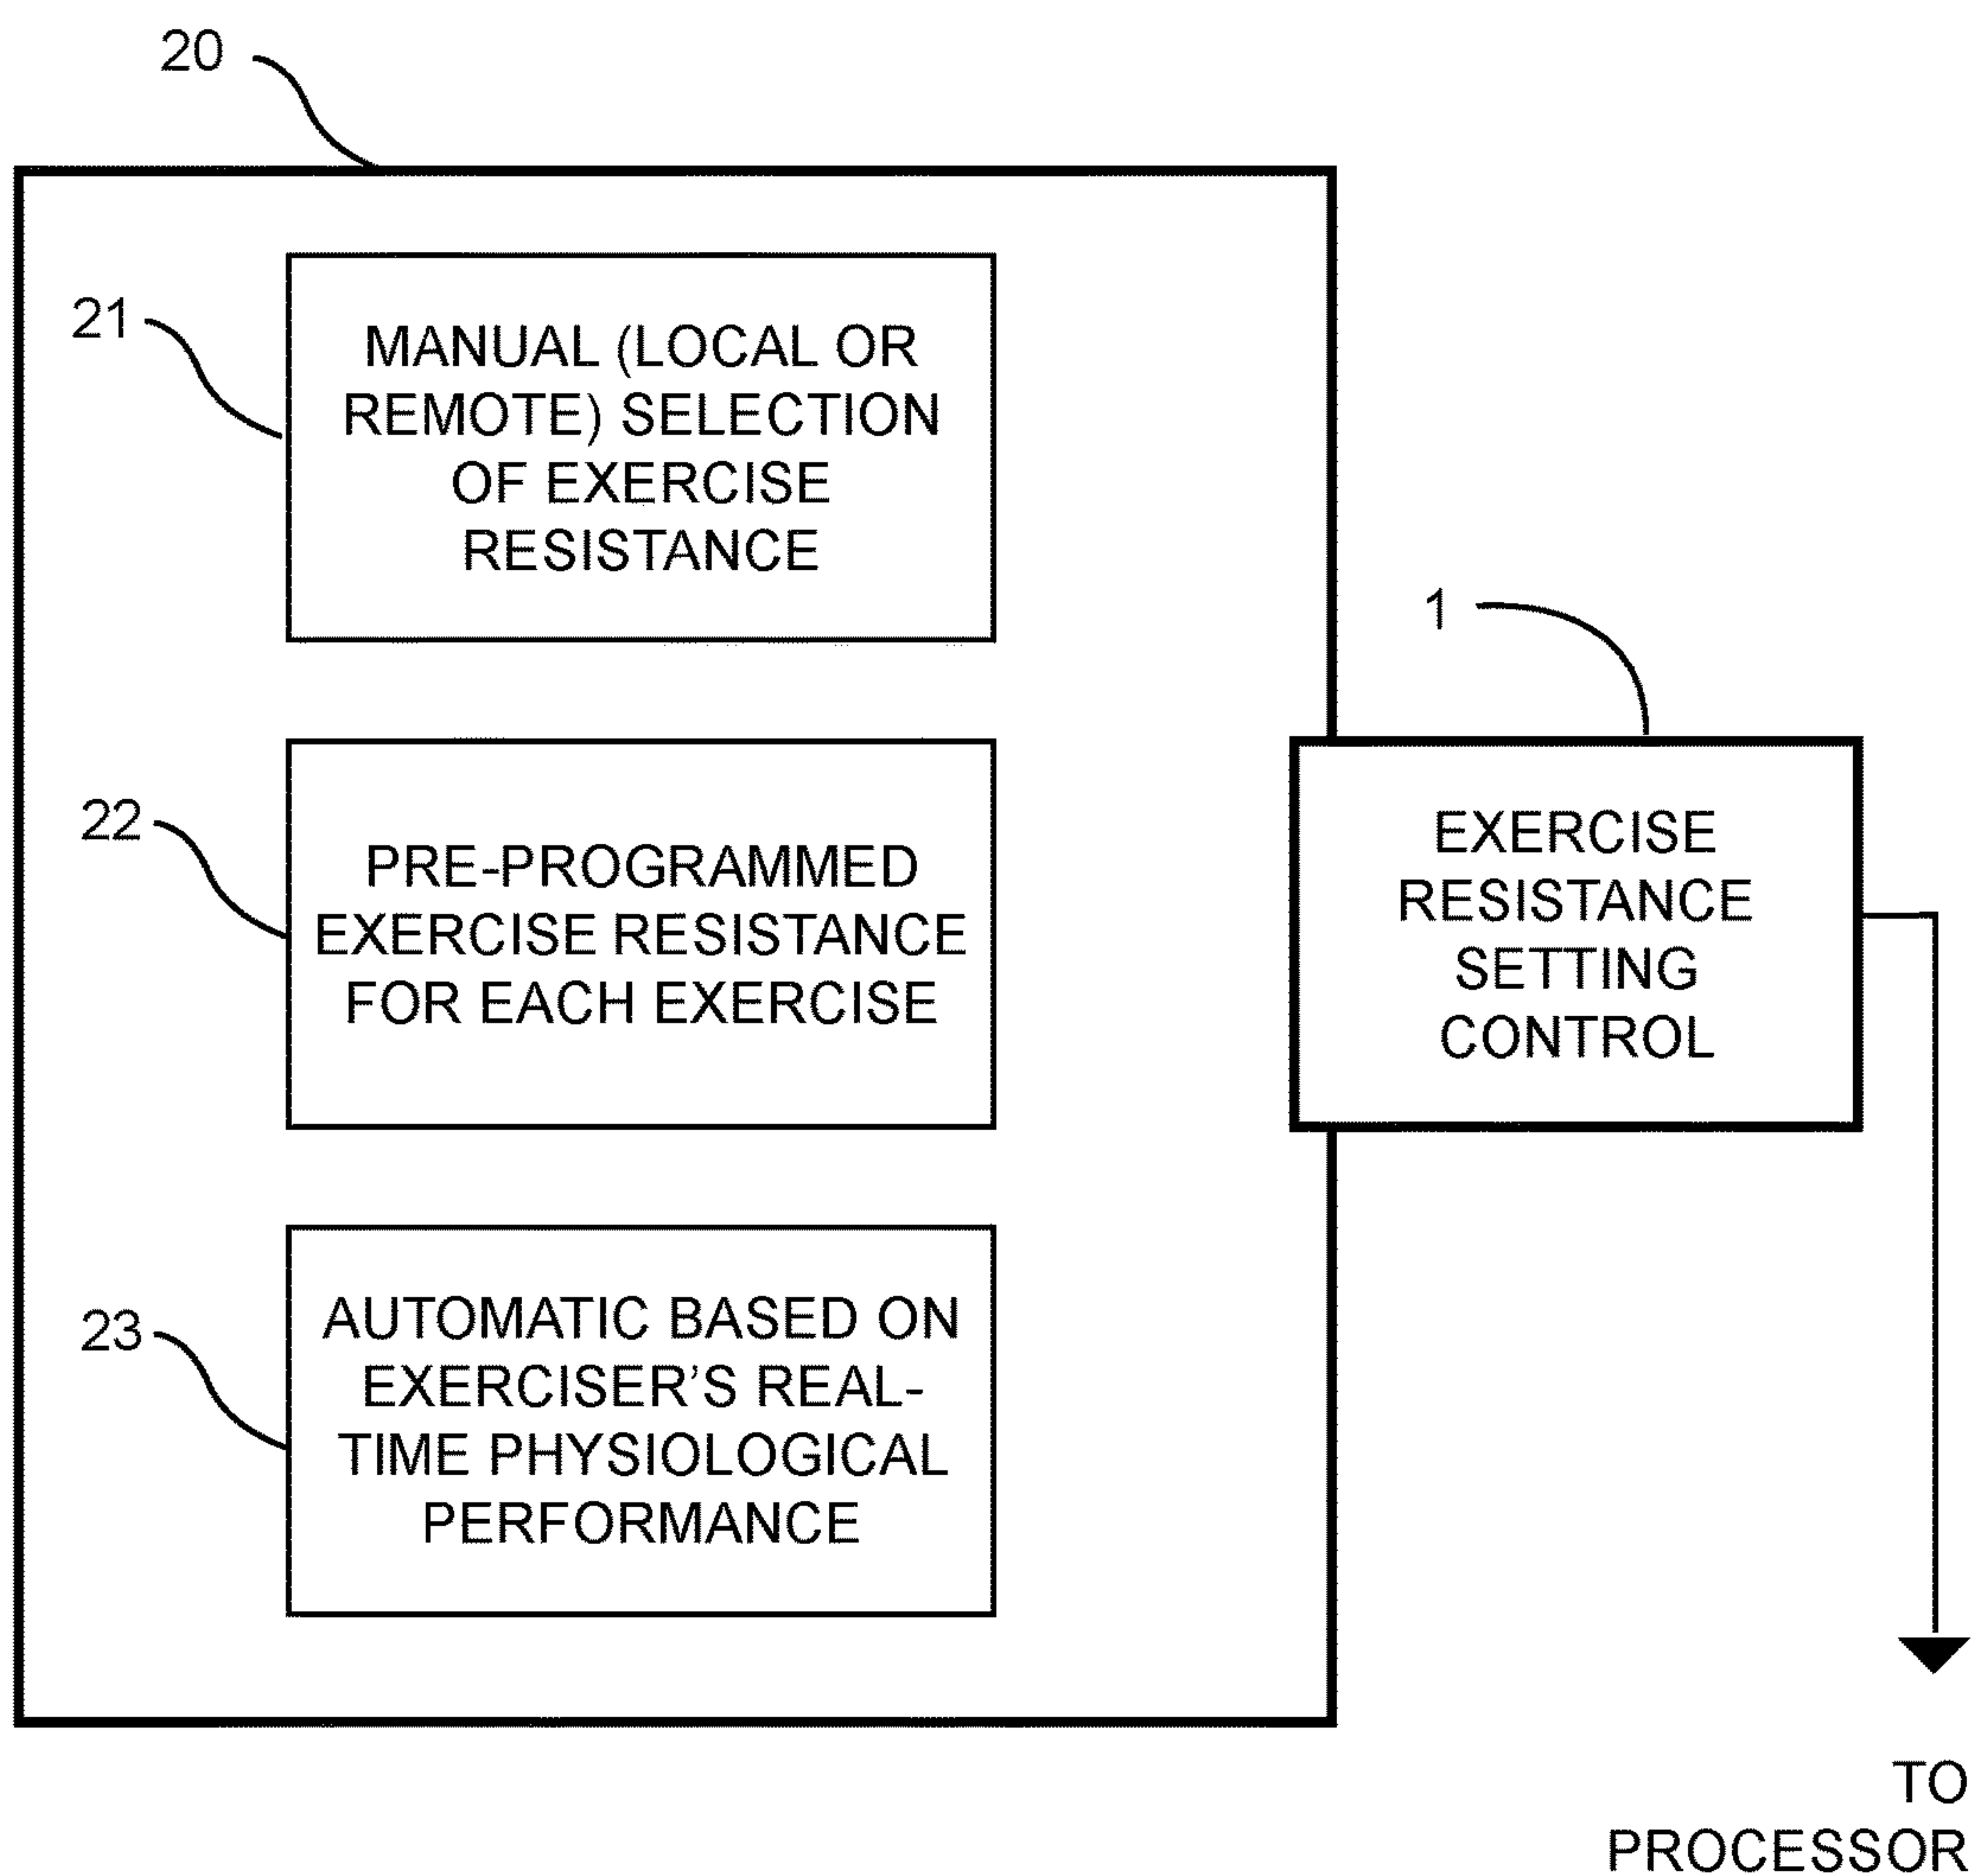 20
21
MANUAL (LOCAL OR
REMOTE) SELECTION
OF EXERCISE
RESISTANCE
1
22
PRE-PROGRAMMED
EXERCISE RESISTANCE
FOR EACH EXERCISE
EXERCISE
RESISTANCE
SETTING
CONTROL
23
AUTOMATIC BASED ON
EXERCISER’S REAL-
TIME PHYSIOLOGICAL
PERFORMANCE
TO
PROCESSOR